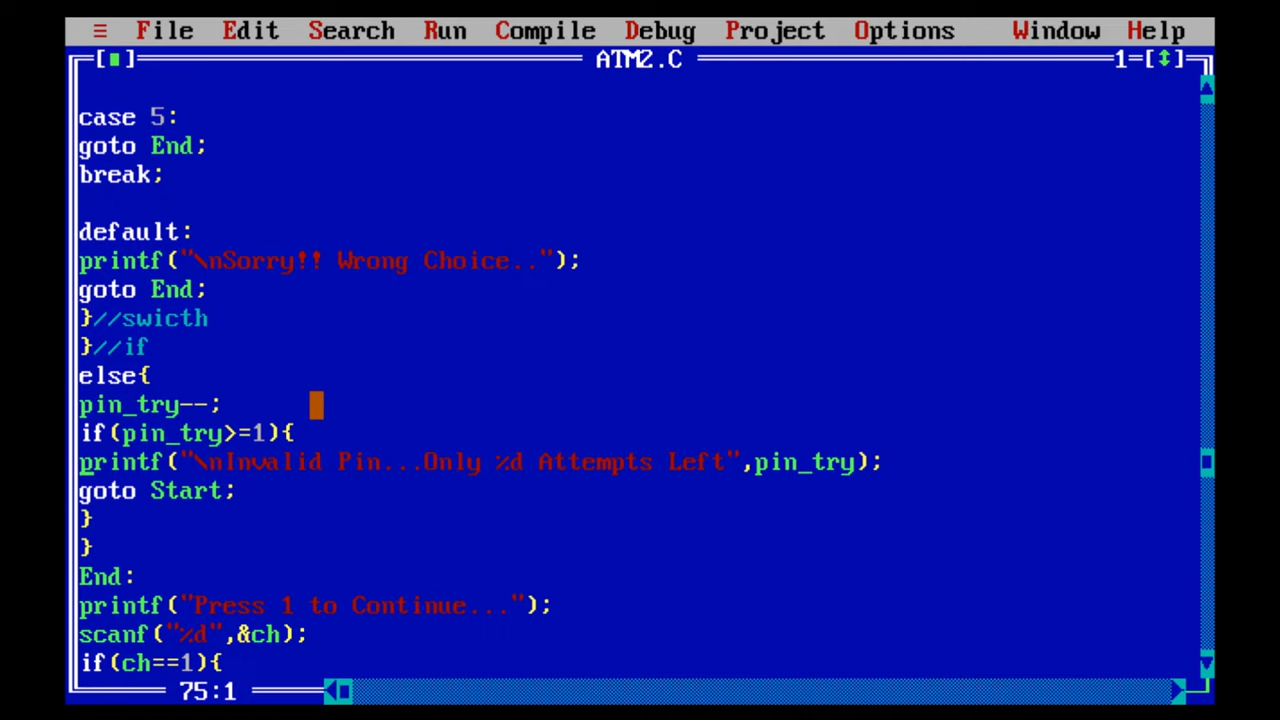 ≡ File Edit Search Run Compile Debug Project Options Window Help
[■] ATM2.C 1=[↕]
case 5:
goto End;
break;
default:
printf("\nSorry!! Wrong Choice..");
goto End;
}//swicth
}//if
else{
pin_try--;
if(pin_try>=1){
printf("\nInvalid Pin...Only %d Attempts Left",pin_try);
goto Start;
}
}
End:
printf("Press 1 to Continue...");
scanf("%d",&ch);
if(ch==1){
75:1